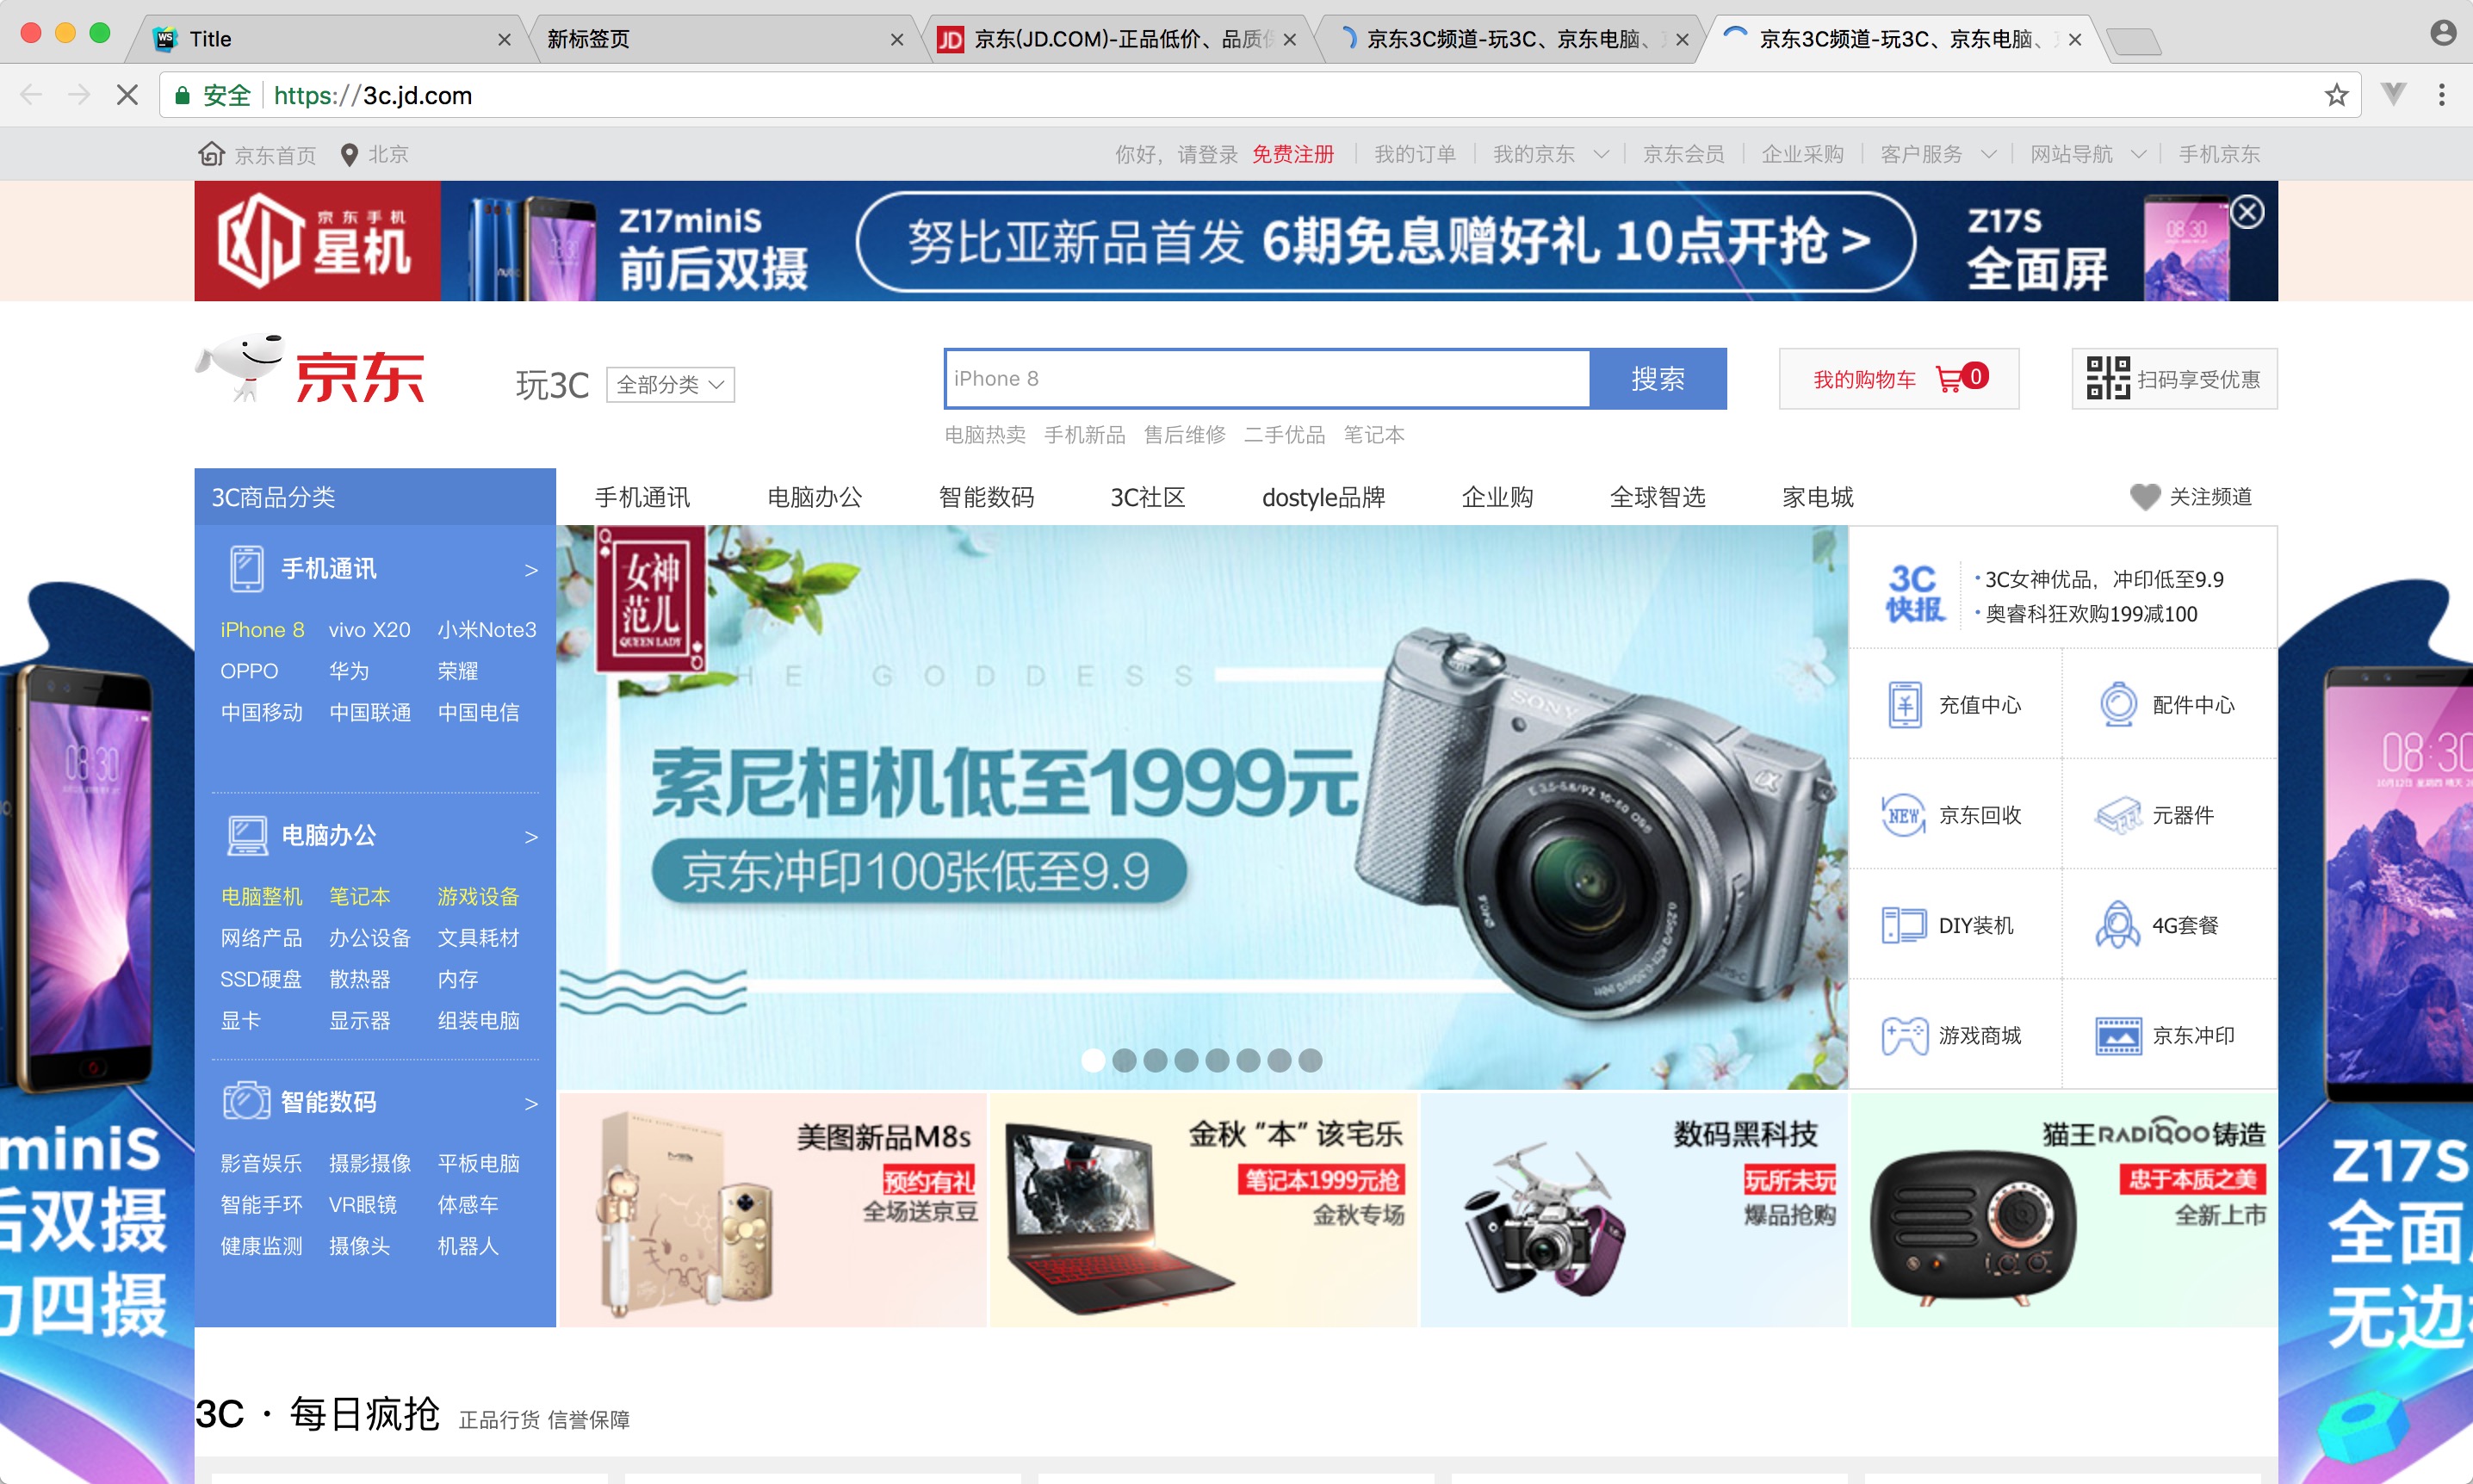 Title
新标签页
京东(JD.COM)-正品低价、品质
京东3C频道-玩3C、京东电脑、
京东3C频道-玩3C、京东电脑、
安全 https://3c.jd.com
京东首页 北京 你好，请登录 免费注册 我的订单 我的京东 京东会员 企业采购 客户服务 网站导航 手机京东
京东手机
星机
Z17miniS
前后双摄
努比亚新品首发 6期免息赠好礼 10点开抢 >
Z17S
全面屏
京东
玩3C 全部分类
iPhone 8 搜索
我的购物车 0
扫码享受优惠
电脑热卖 手机新品 售后维修 二手优品 笔记本
3C商品分类 手机通讯 电脑办公 智能数码 3C社区 dostyle品牌 企业购 全球智选 家电城 关注频道
手机通讯 >
iPhone 8 vivo X20 小米Note3
OPPO 华为 荣耀
中国移动 中国联通 中国电信
电脑办公 >
电脑整机 笔记本 游戏设备
网络产品 办公设备 文具耗材
SSD硬盘 散热器 内存
显卡 显示器 组装电脑
智能数码 >
影音娱乐 摄影摄像 平板电脑
智能手环 VR眼镜 体感车
健康监测 摄像头 机器人
Q
女神
范儿
QUEEN LADY
Q
HE GODDESS
索尼相机低至1999元
京东冲印100张低至9.9
SONY
α
E 3.5-5.6/PZ 16-50 OSS
3C
快报
3C女神优品，冲印低至9.9
奥睿科狂欢购199减100
充值中心 配件中心
NEW 京东回收 元器件
DIY装机 4G套餐
游戏商城 京东冲印
美图新品M8s
预约有礼
全场送京豆
金秋“本”该宅乐
笔记本1999元抢
金秋专场
数码黑科技
玩所未玩
爆品抢购
猫王RADIOOO铸造
忠于本质之美
全新上市
08:30
miniS
后双摄
力四摄
08:30
Z17S
全面
无边
3C · 每日疯抢 正品行货 信誉保障